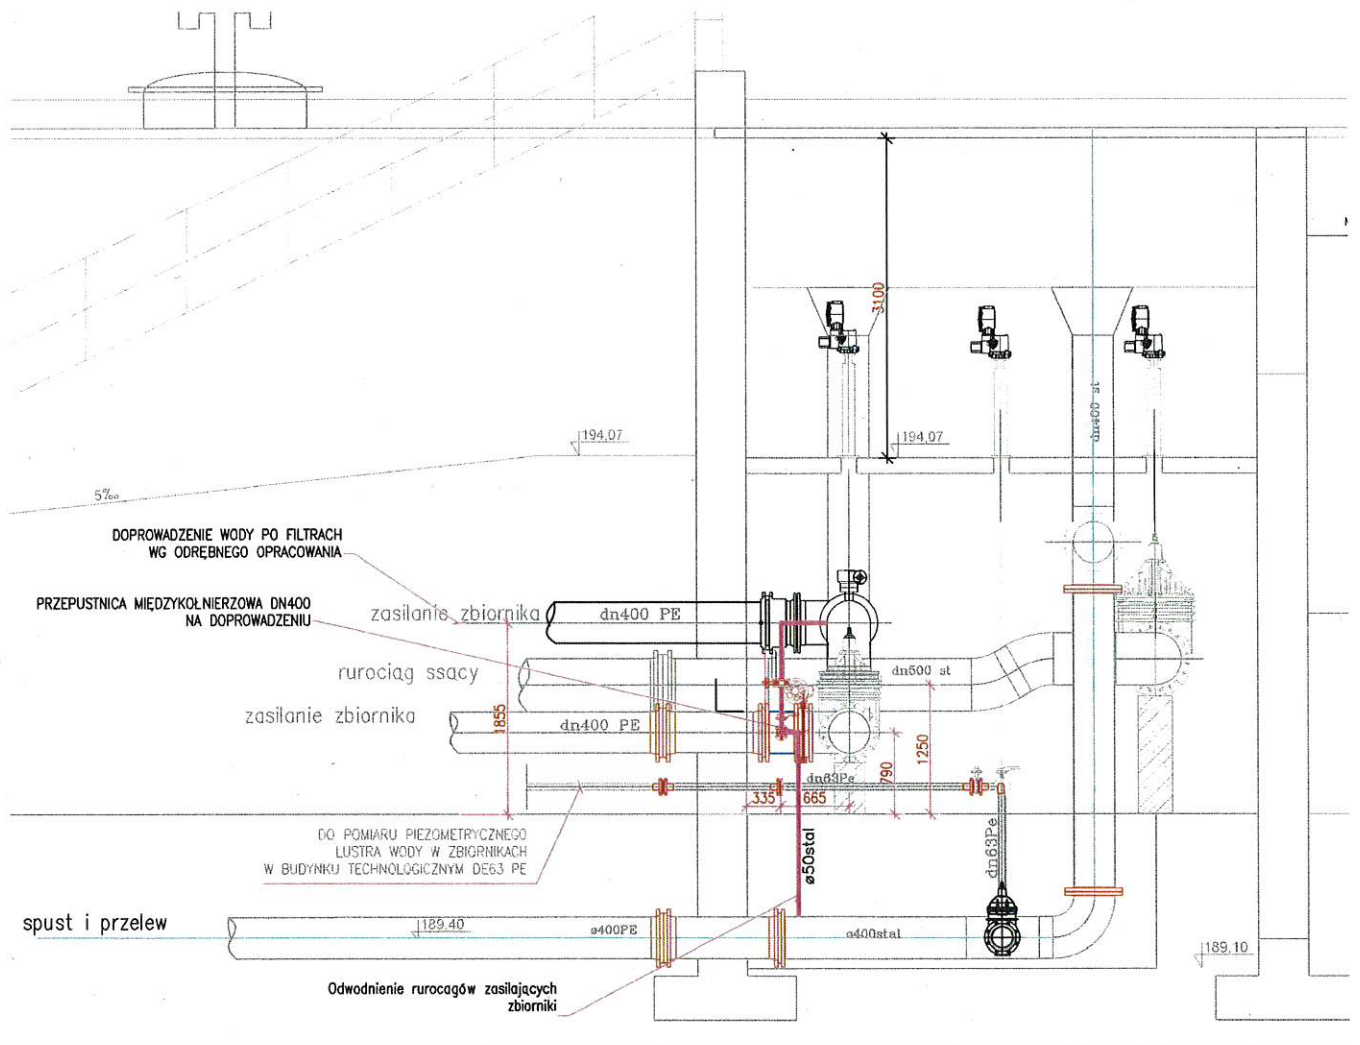 3100
dn400 st
194,07
194,07
5‰
DOPROWADZENIE WODY PO FILTRACH
WG ODRĘBNEGO OPRACOWANIA
PRZEPUSTNICA MIĘDZYKOŁNIERZOWA DN400
NA DOPROWADZENIU
zasilanie zbiornika
dn400 PE
rurociąg ssący
dn500 st
zasilanie zbiornika
dn400 PE
1855
1250
790
dn63Pe
335
665
DO POMIARU PIEZOMETRYCZNEGO
LUSTRA WODY W ZBIORNIKACH
W BUDYNKU TECHNOLOGICZNYM DE63 PE
ø50stal
dn63Pe
spust i przelew
189,40
ø400PE
ø400stal
189,10
Odwodnienie rurocągów zasilających
zbiorniki